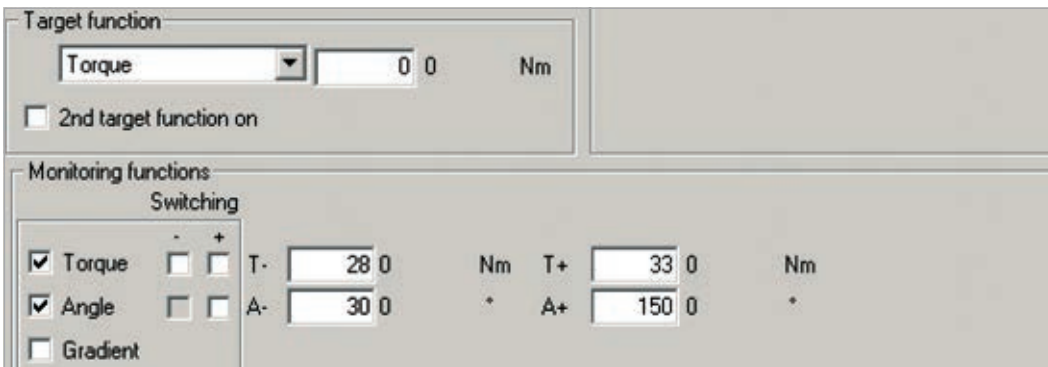 Target function
Torque 0 0 Nm
2nd target function on
Monitoring functions
Switching
- +
Torque T- 28 0 Nm T+ 33 0 Nm
Angle A- 30 0 ° A+ 150 0 °
Gradient